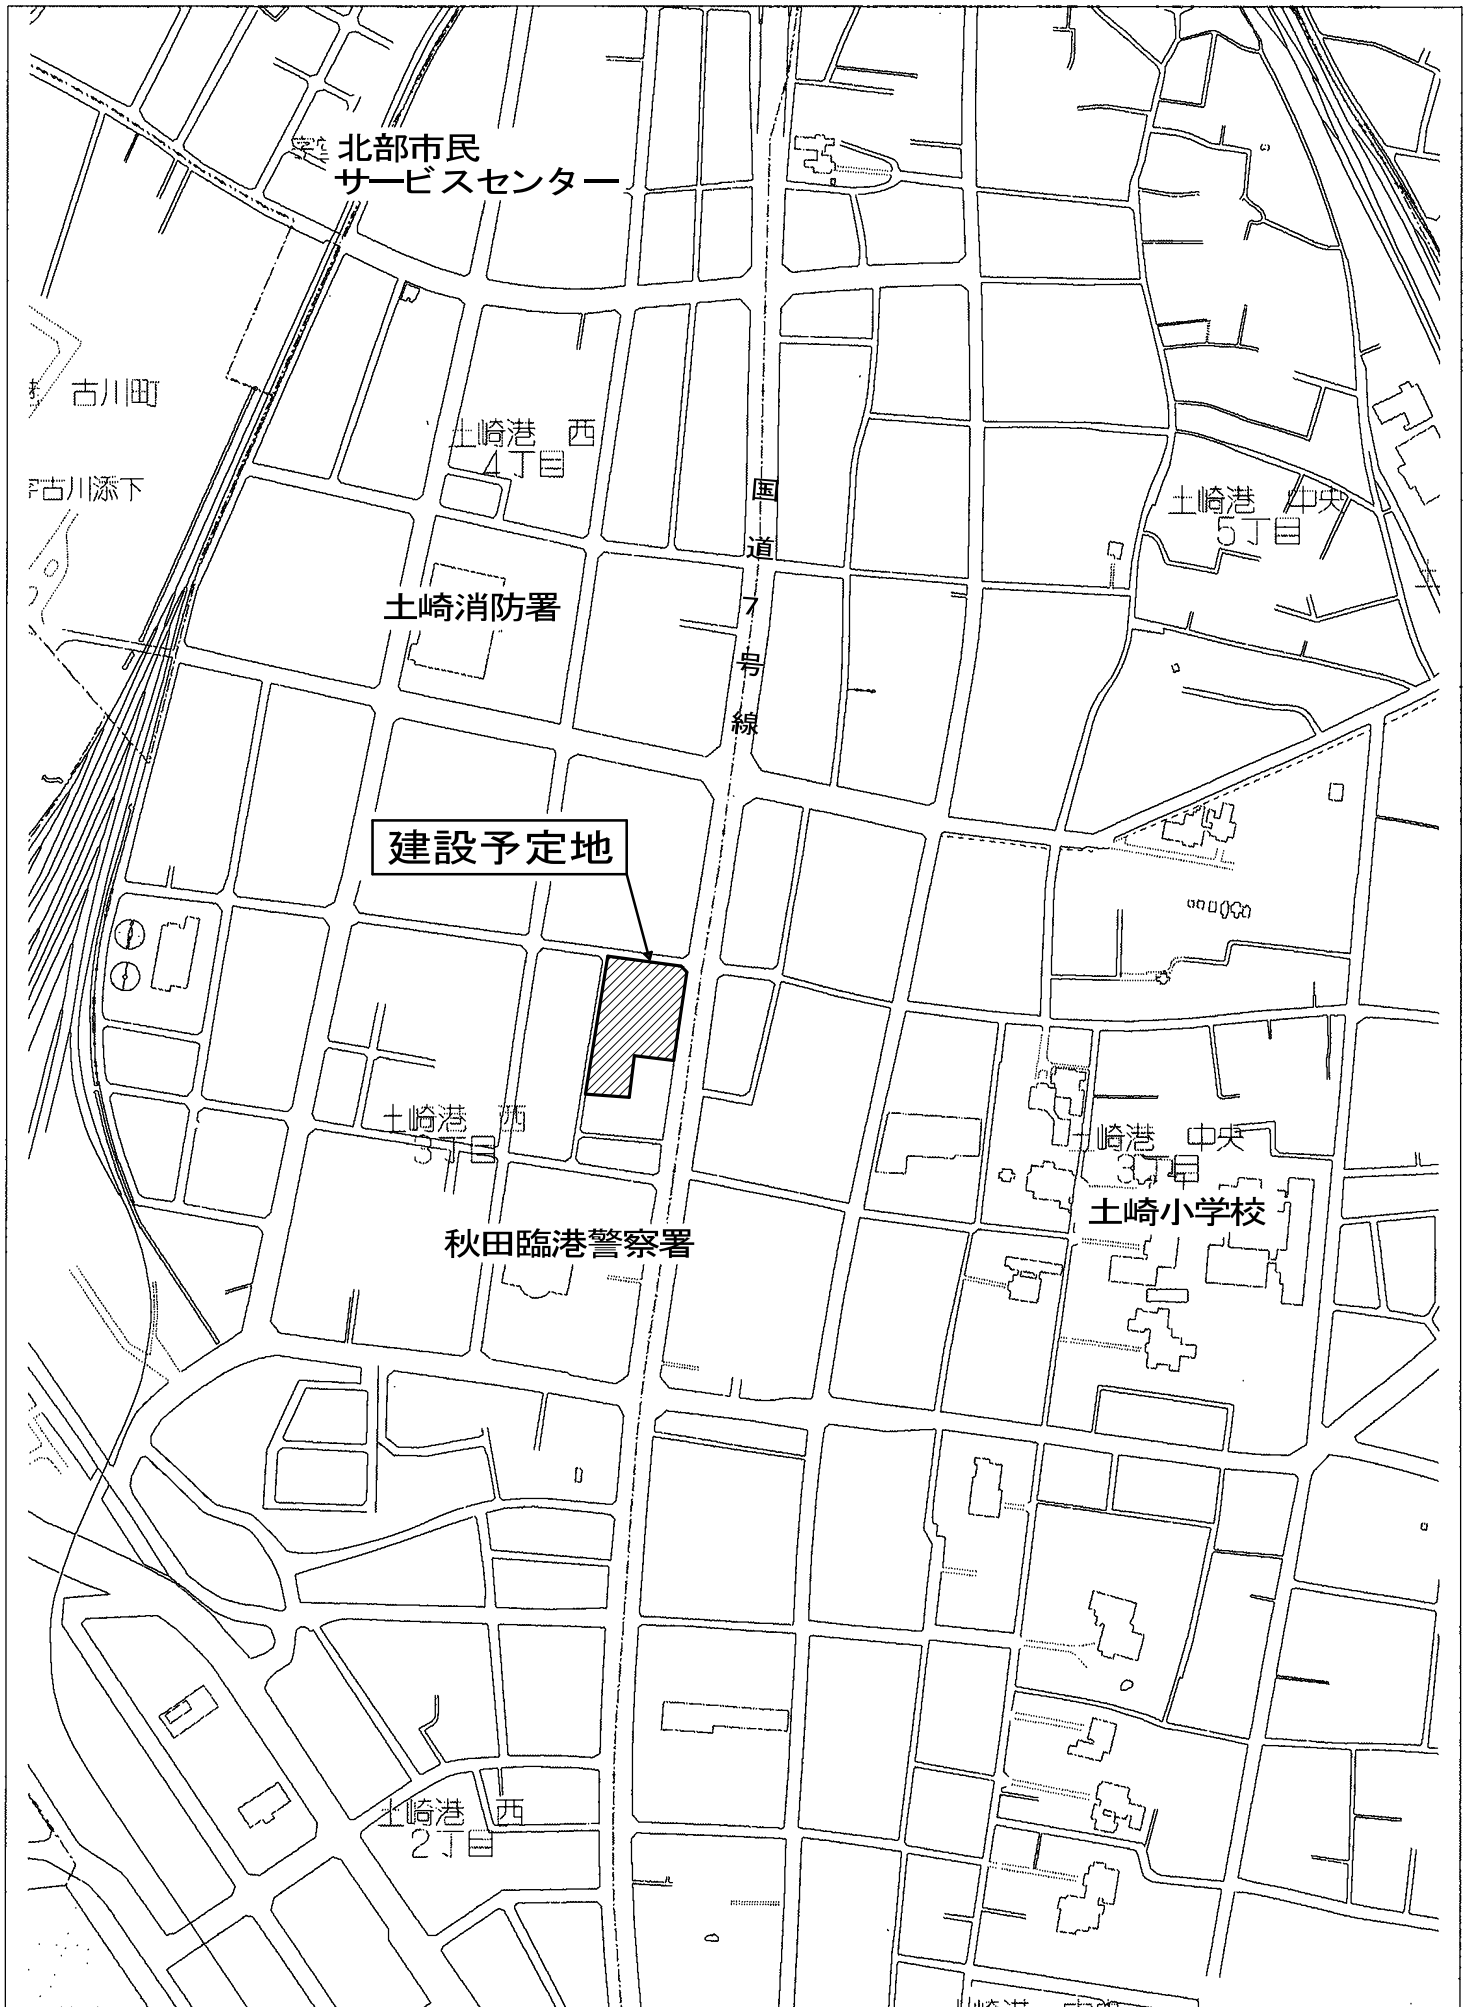 北部市民
サービスセンター
古川町
土崎港 西
4丁目
古川添下
国道7号線
土崎港 中央
5丁目
土崎消防署
建設予定地
土崎港 西
3丁目
土崎港 中央
3丁目
土崎小学校
秋田臨港警察署
土崎港 西
2丁目